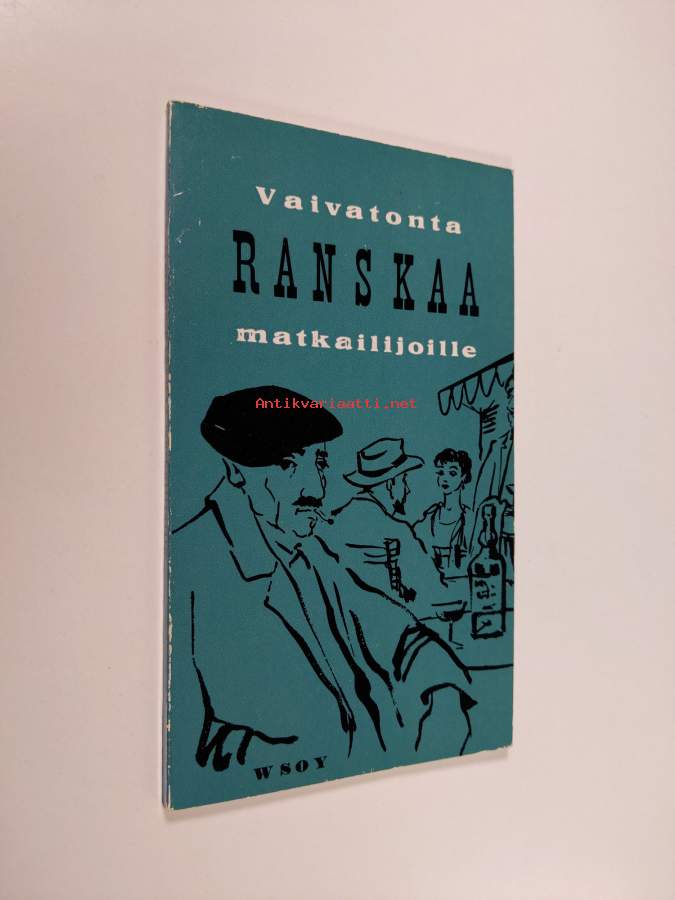 Vaivatonta
RANSKAA
matkailijoille
Antikvariaatti.net
WSOY